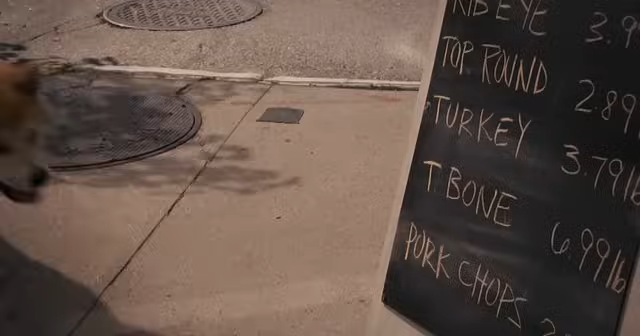 RIB EYE 3.9
TOP ROUND 2.89
TURKEY 3.79lb
T. BONE 6.99lb
PORK CHOPS